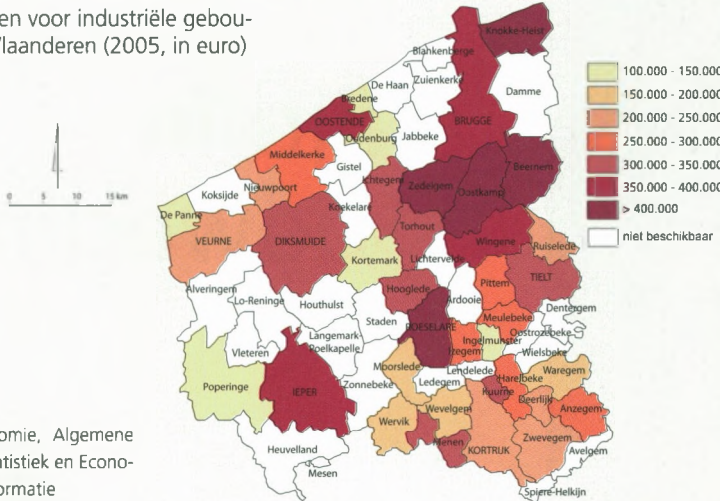 en voor industriële gebou-
Vlaanderen (2005, in euro)
0 5 10 15 km
100.000 - 150.000
150.000 - 200.000
200.000 - 250.000
250.000 - 300.000
300.000 - 350.000
350.000 - 400.000
> 400.000
niet beschikbaar
Knokke-Heist
Blankenberge
Zuienkerke
De Haan
Damme
Bredene
OOSTENDE
BRUGGE
Oudenburg
Jabbeke
Middelkerke
Gistel
Beernem
Ichtegem
Zedelgem
Oostkamp
Nieuwpoort
Koksijde
Koekelare
De Panne
Torhout
VEURNE
DIKSMUIDE
Wingene
Ruiselede
Lichtervelde
Kortemark
TIELT
Pittem
Alveringem
Hooglede
Lo-Reninge
Ardooie
Houthulst
Dentergem
Staden
Meulebeke
ROESELARE
Oostrozebeke
Langemark-
Poelkapelle
Ingelmunster
Izegem
Vleteren
Wielsbeke
Moorslede
Lendelede
Waregem
Harelbeke
Poperinge
Zonnebeke
Ledegem
IEPER
Kuurne
Deerlijk
Wevelgem
Anzegem
Wervik
Zwevegem
Menen
KORTRIJK
Heuvelland
Avelgem
Mesen
Spiere-Helkijn
omie, Algemene
atistiek en Econo-
formatie